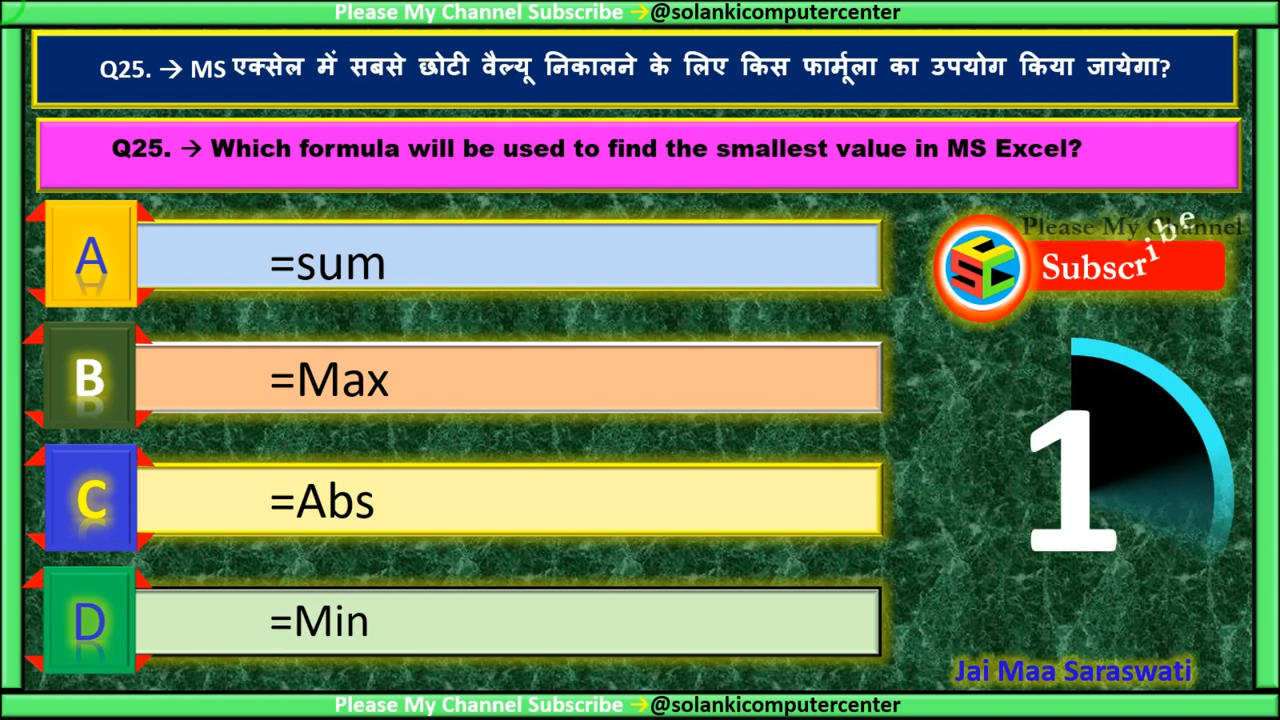 Please My Channel Subscribe →@solankicomputercenter
Q25. → MS एक्सेल में सबसे छोटी वैल्यू निकालने के लिए किस फार्मूला का उपयोग किया जायेगा?
Q25. → Which formula will be used to find the smallest value in MS Excel?
A =sum
Please My Channel
Subscribe
SCC
B =Max
1
C =Abs
D =Min
Jai Maa Saraswati
Please My Channel Subscribe →@solankicomputercenter